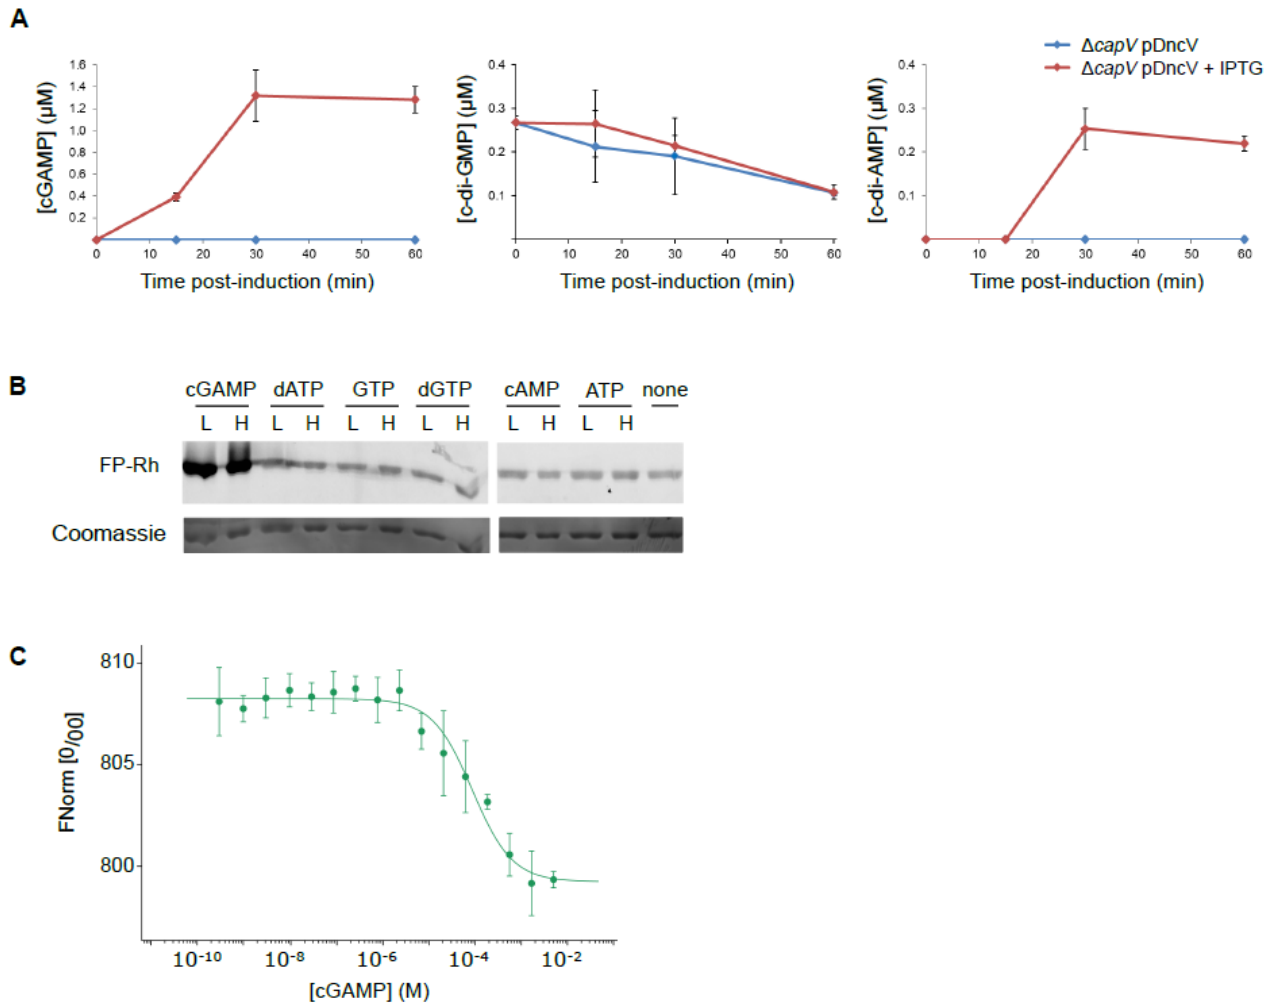 A
ΔcapV pDncV
ΔcapV pDncV + IPTG
[cGAMP] (µM)
1.6
1.4
1.2
1.0
0.8
0.6
0.4
0.2
0 10 20 30 40 50 60
Time post-induction (min)
[c-di-GMP] (µM)
0.4
0.3
0.2
0.1
0 10 20 30 40 50 60
Time post-induction (min)
[c-di-AMP] (µM)
0.4
0.3
0.2
0.1
0 10 20 30 40 50 60
Time post-induction (min)
B
cGAMP dATP GTP dGTP cAMP ATP none
L H L H L H L H L H L H
FP-Rh
Coomassie
C
FNorm [0/00]
810
805
800
10-10 10-8 10-6 10-4 10-2
[cGAMP] (M)